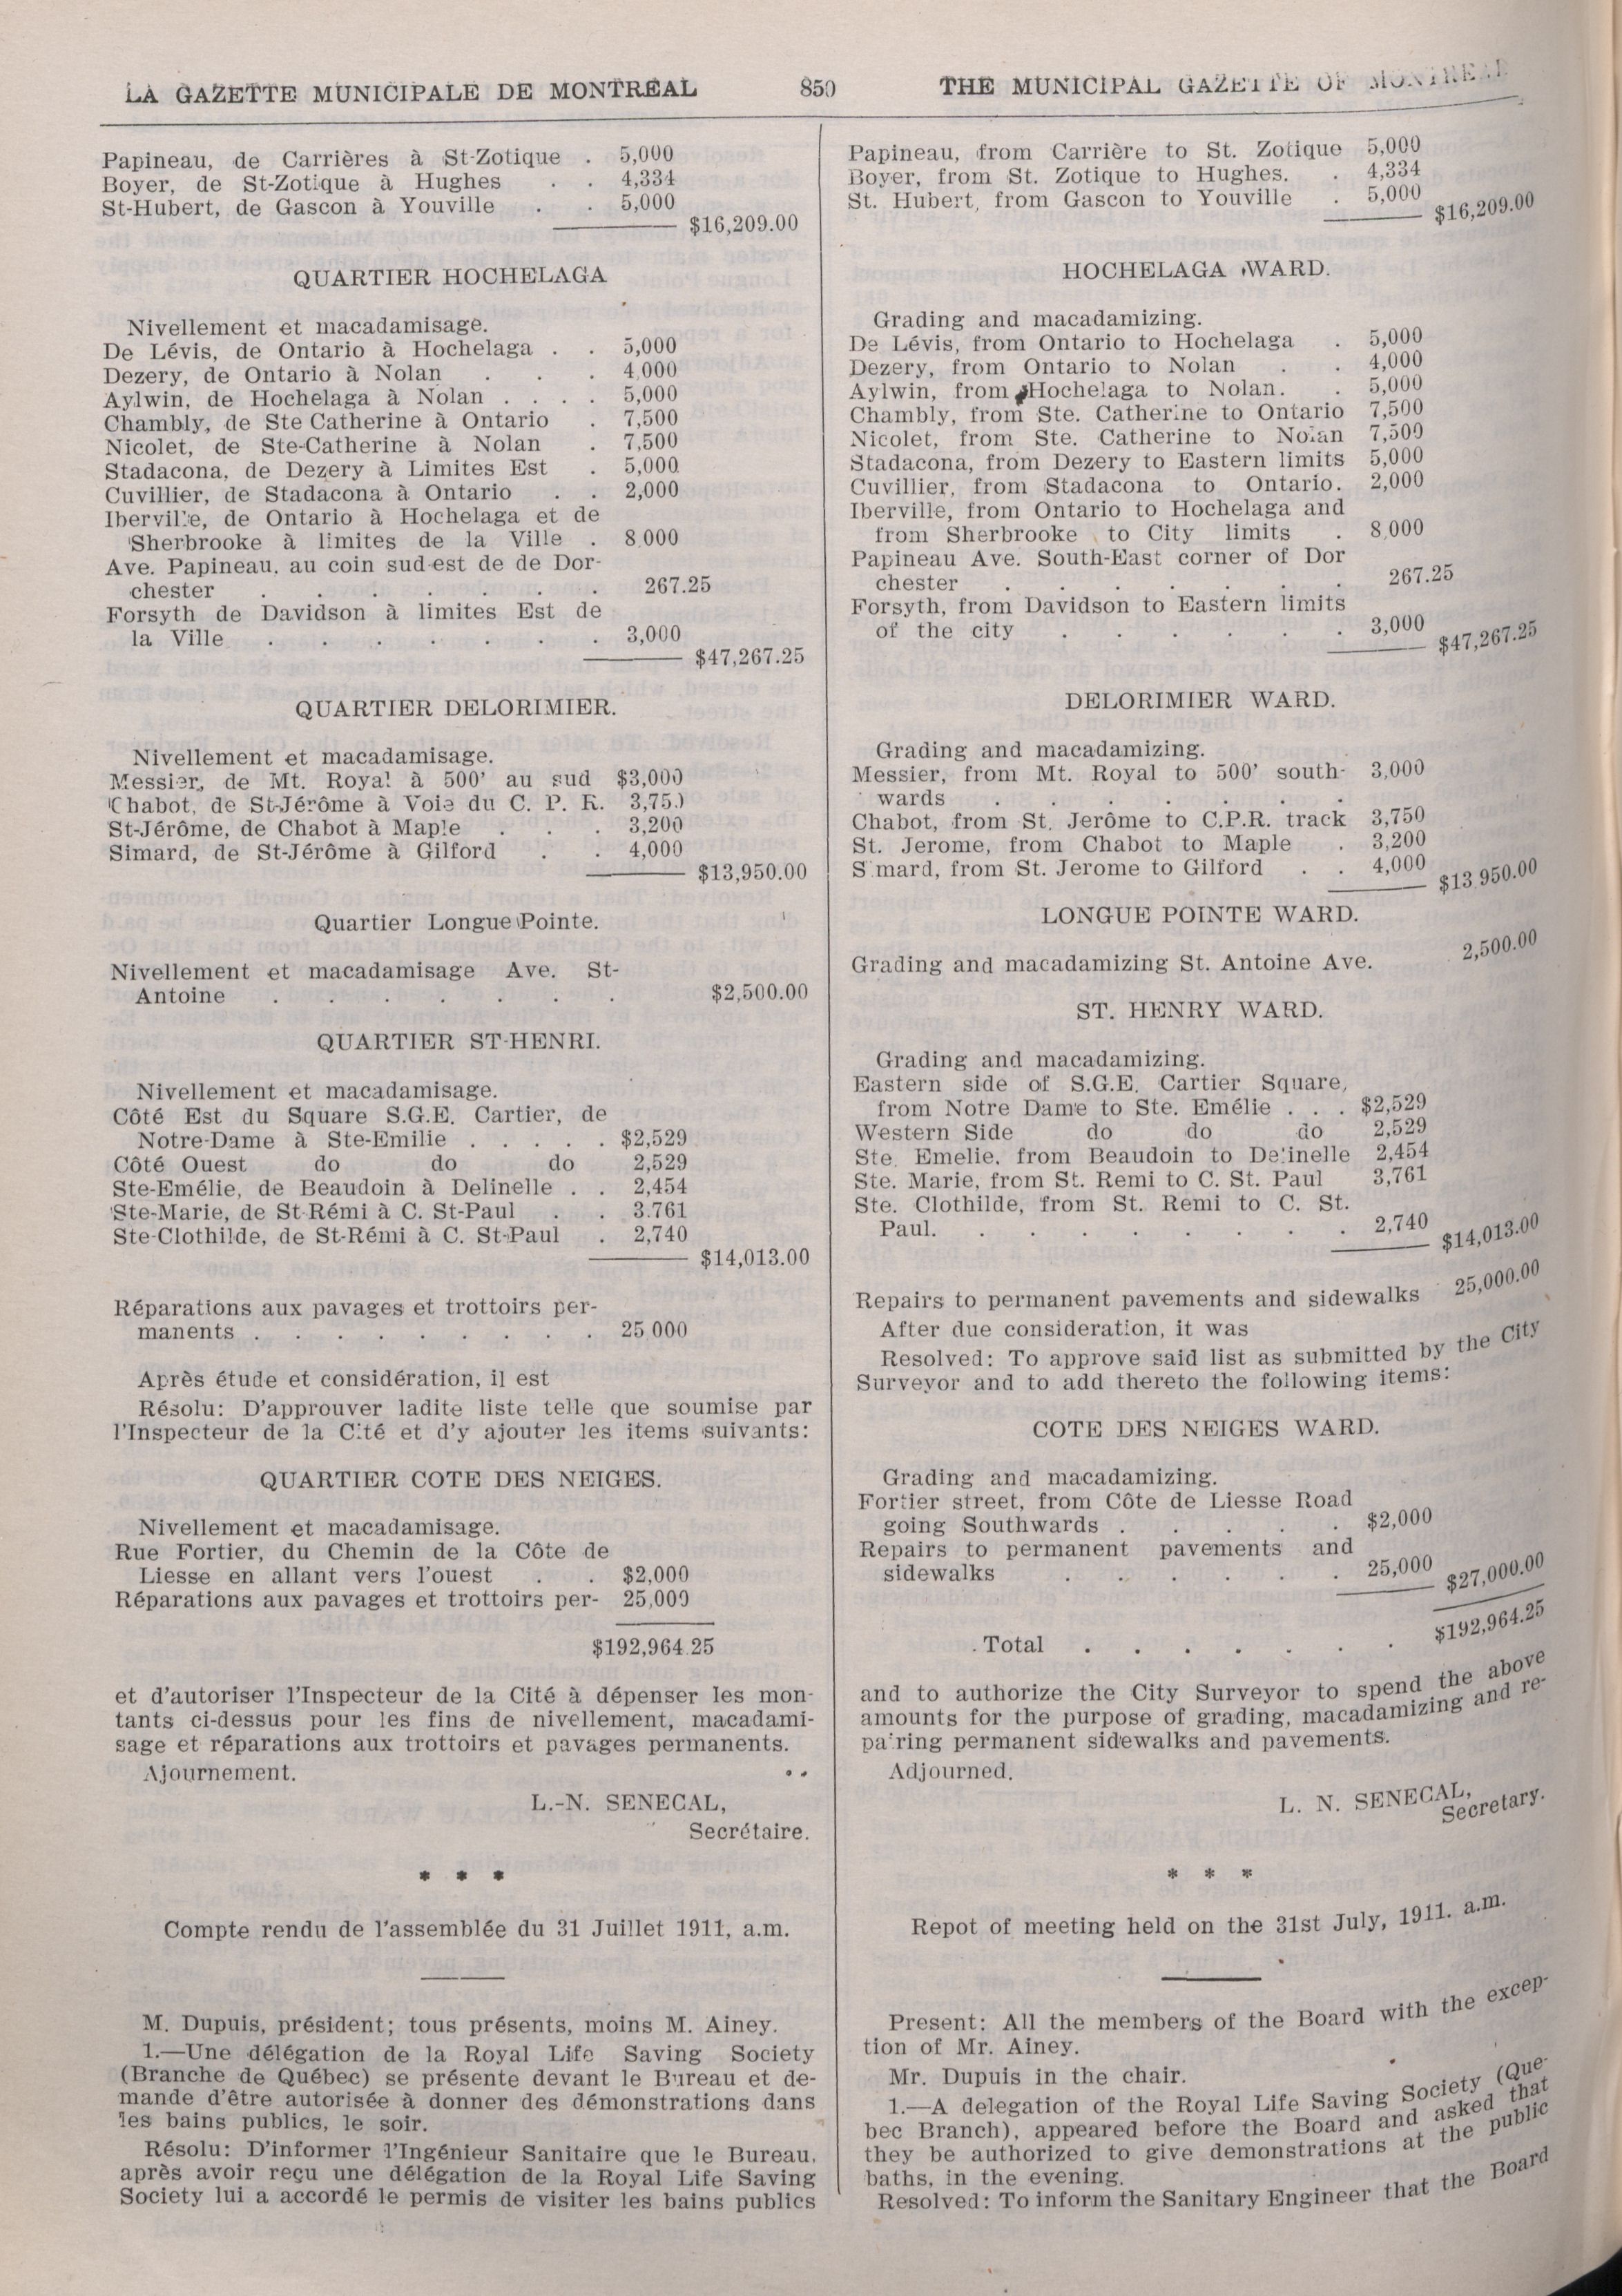 LA GAZETTE MUNICIPALE DE MONTRÉAL 850 THE MUNICIPAL GAZETTE OF MONTREAL
Papineau, de Carrières à St-Zotique . 5,000
Boyer, de St-Zotique à Hughes . . 4,334
St-Hubert, de Gascon à Youville . . 5,000
$16,209.00
QUARTIER HOCHELAGA
Nivellement et macadamisage.
De Lévis, de Ontario à Hochelaga . . 5,000
Dezery, de Ontario à Nolan . . . 4,000
Aylwin, de Hochelaga à Nolan . . . . 5,000
Chambly, de Ste Catherine à Ontario . 7,500
Nicolet, de Ste-Catherine à Nolan . 7,500
Stadacona, de Dezery à Limites Est . 5,000
Cuvillier, de Stadacona à Ontario . . 2,000
Iberville, de Ontario à Hochelaga et de
Sherbrooke à limites de la Ville . 8 000
Ave. Papineau. au coin sud-est de de Dor-
chester . . . . . . . 267.25
Forsyth de Davidson à limites Est de
la Ville . . . . . . . 3,000
$47,267.25
QUARTIER DELORIMIER.
Nivellement et macadamisage.
Messier, de Mt. Royal à 500' au sud $3,000
Chabot, de St-Jérôme à Voie du C. P. R. 3,750
St-Jérôme, de Chabot à Maple . . . 3,200
Simard, de St-Jérôme à Gilford . . 4,000
$13,950.00
Quartier Longue Pointe.
Nivellement et macadamisage Ave. St-
Antoine . . . . . . . $2,500.00
QUARTIER ST-HENRI.
Nivellement et macadamisage.
Côté Est du Square S.G.E. Cartier, de
Notre-Dame à Ste-Emilie . . . . . $2,529
Côté Ouest do do do 2,529
Ste-Emélie, de Beaudoin à Delinelle . . 2,454
Ste-Marie, de St-Rémi à C. St-Paul . . 3.761
Ste-Clothilde, de St-Rémi à C. St-Paul . 2,740
$14,013.00
Réparations aux pavages et trottoirs per-
manents . . . . . . . . . 25 000
Après étude et considération, il est
Résolu: D'approuver ladite liste telle que soumise par
l'Inspecteur de la Cité et d'y ajouter les items suivants:
QUARTIER COTE DES NEIGES.
Nivellement et macadamisage.
Rue Fortier, du Chemin de la Côte de
Liesse en allant vers l'ouest . . $2,000
Réparations aux pavages et trottoirs per- 25,000
$192,964.25
et d'autoriser l'Inspecteur de la Cité à dépenser les mon-
tants ci-dessus pour les fins de nivellement, macadami-
sage et réparations aux trottoirs et pavages permanents.
Ajournement.
L.-N. SENECAL,
Secrétaire.
* * *
Compte rendu de l'assemblée du 31 Juillet 1911, a.m.
M. Dupuis, président; tous présents, moins M. Ainey.
1.—Une délégation de la Royal Life Saving Society
(Branche de Québec) se présente devant le Bureau et de-
mande d'être autorisée à donner des démonstrations dans
les bains publics, le soir.
Résolu: D'informer l'Ingénieur Sanitaire que le Bureau,
après avoir reçu une délégation de la Royal Life Saving
Society lui a accordé le permis de visiter les bains publics
Papineau, from Carrière to St. Zotique 5,000
Boyer, from St. Zotique to Hughes. . 4,334
St. Hubert, from Gascon to Youville . 5,000
$16,209.00
HOCHELAGA WARD.
Grading and macadamizing.
De Lévis, from Ontario to Hochelaga . 5,000
Dezery, from Ontario to Nolan . . 4,000
Aylwin, from Hochelaga to Nolan. . 5,000
Chambly, from Ste. Catherine to Ontario 7,500
Nicolet, from Ste. Catherine to Nolan 7,500
Stadacona, from Dezery to Eastern limits 5,000
Cuvillier, from Stadacona to Ontario. 2,000
Iberville, from Ontario to Hochelaga and
from Sherbrooke to City limits . 8,000
Papineau Ave. South-East corner of Dor
chester . . . . . . . 267.25
Forsyth, from Davidson to Eastern limits
of the city . . . . . . 3,000
$47,267.25
DELORIMIER WARD.
Grading and macadamizing.
Messier, from Mt. Royal to 500' south- 3,000
wards . . . . . . .
Chabot, from St. Jerôme to C.P.R. track 3,750
St. Jerome, from Chabot to Maple . 3,200
Simard, from St. Jerome to Gilford . . 4,000
$13,950.00
LONGUE POINTE WARD.
Grading and macadamizing St. Antoine Ave. 2,500.00
ST. HENRY WARD.
Grading and macadamizing.
Eastern side of S.G.E. Cartier Square,
from Notre Dame to Ste. Emélie . . . $2,529
Western Side do do do 2,529
Ste. Emelie, from Beaudoin to Delinelle 2,454
Ste. Marie, from St. Remi to C. St. Paul 3,761
Ste. Clothilde, from St. Remi to C. St.
Paul. . . . . . . . . 2,740
$14,013.00
Repairs to permanent pavements and sidewalks 25,000.00
After due consideration, it was
Resolved: To approve said list as submitted by the City
Surveyor and to add thereto the following items:
COTE DES NEIGES WARD.
Grading and macadamizing.
Fortier street, from Côte de Liesse Road
going Southwards . . . . . $2,000
Repairs to permanent pavements and
sidewalks . . . . . . 25,000
$27,000.00
Total . . . . . . . $192,964.25
and to authorize the City Surveyor to spend the above
amounts for the purpose of grading, macadamizing and re-
pairing permanent sidewalks and pavements.
Adjourned.
L. N. SENECAL,
Secretary.
* * *
Repot of meeting held on the 31st July, 1911. a.m.
Present: All the members of the Board with the excep-
tion of Mr. Ainey.
Mr. Dupuis in the chair.
1.—A delegation of the Royal Life Saving Society (Que-
bec Branch), appeared before the Board and asked that
they be authorized to give demonstrations at the public
baths, in the evening.
Resolved: To inform the Sanitary Engineer that the Board